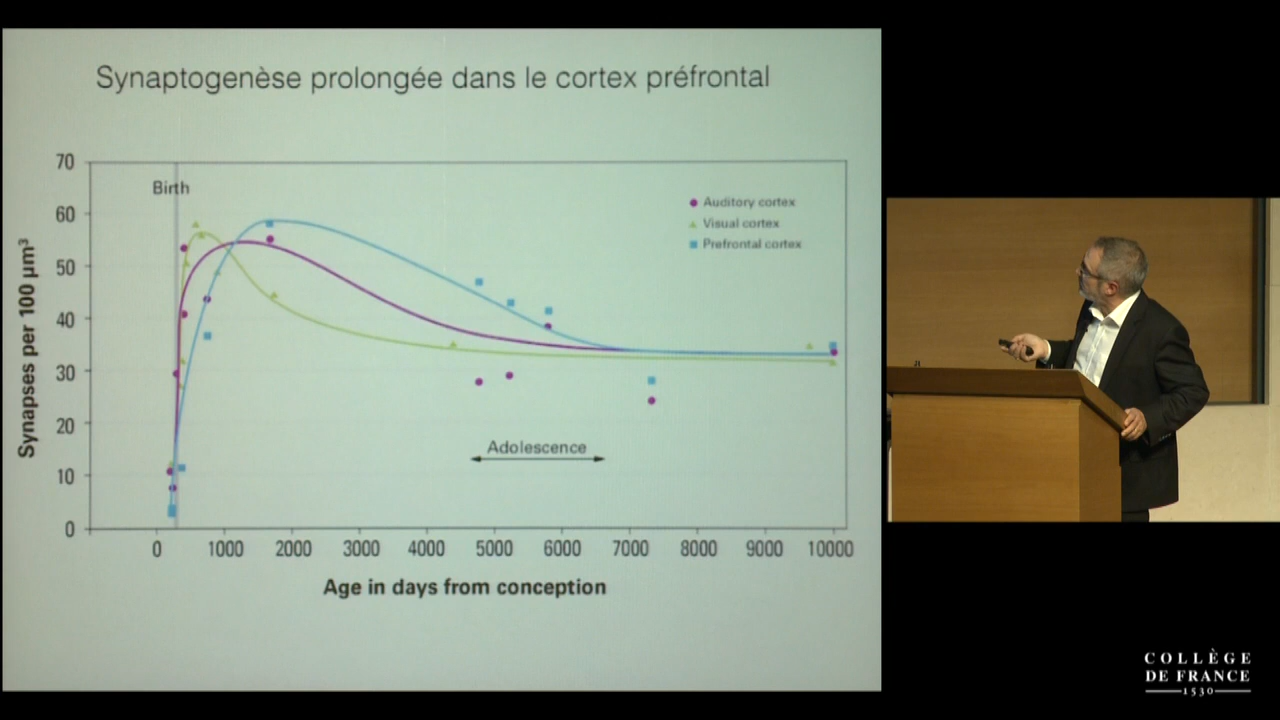 Synaptogenèse prolongée dans le cortex préfrontal
70
60
50
40
30
20
10
0
Synapses per 100 µm³
Birth
Auditory cortex
Visual cortex
Prefrontal cortex
Adolescence
0 1000 2000 3000 4000 5000 6000 7000 8000 9000 10000
Age in days from conception
COLLÈGE
DE FRANCE
1530